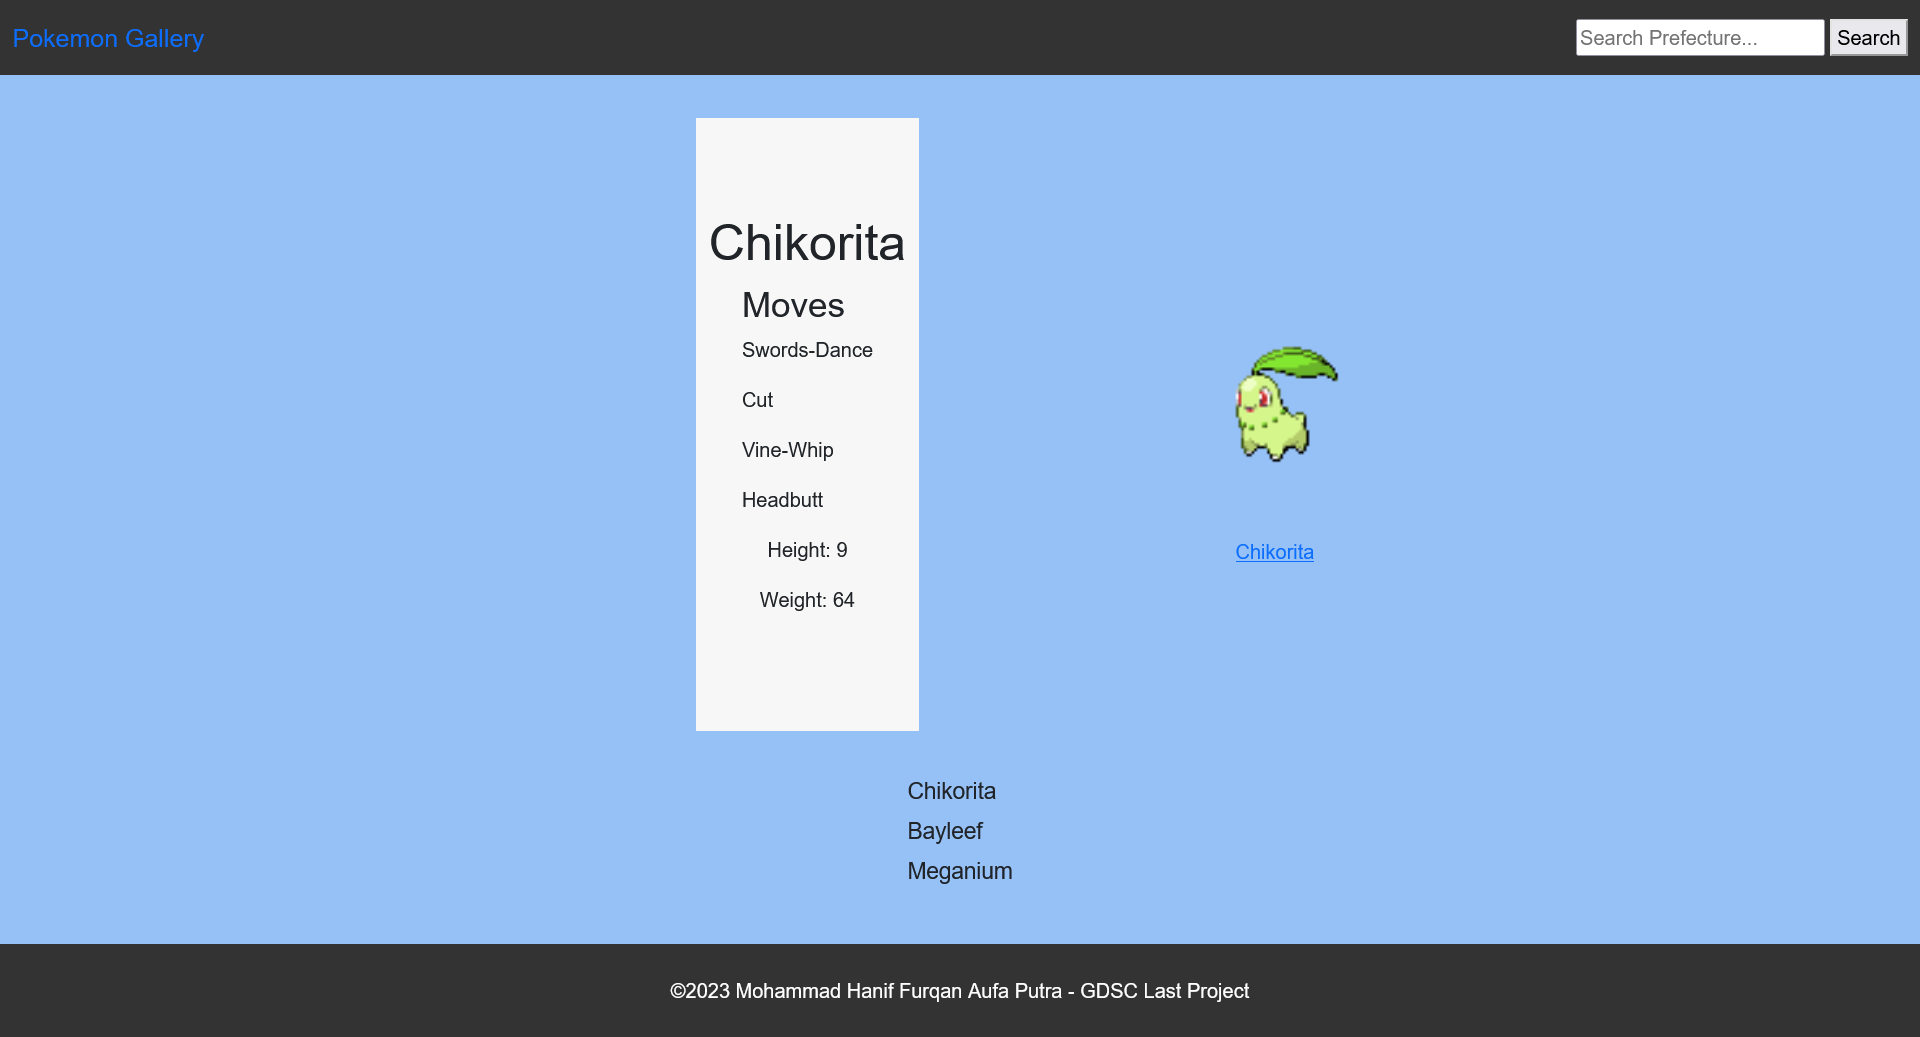 Pokemon Gallery
Search Prefecture...
Search
Chikorita
Moves
Swords-Dance
Cut
Vine-Whip
Headbutt
Height: 9
Weight: 64
Chikorita
Chikorita
Bayleef
Meganium
©2023 Mohammad Hanif Furqan Aufa Putra - GDSC Last Project